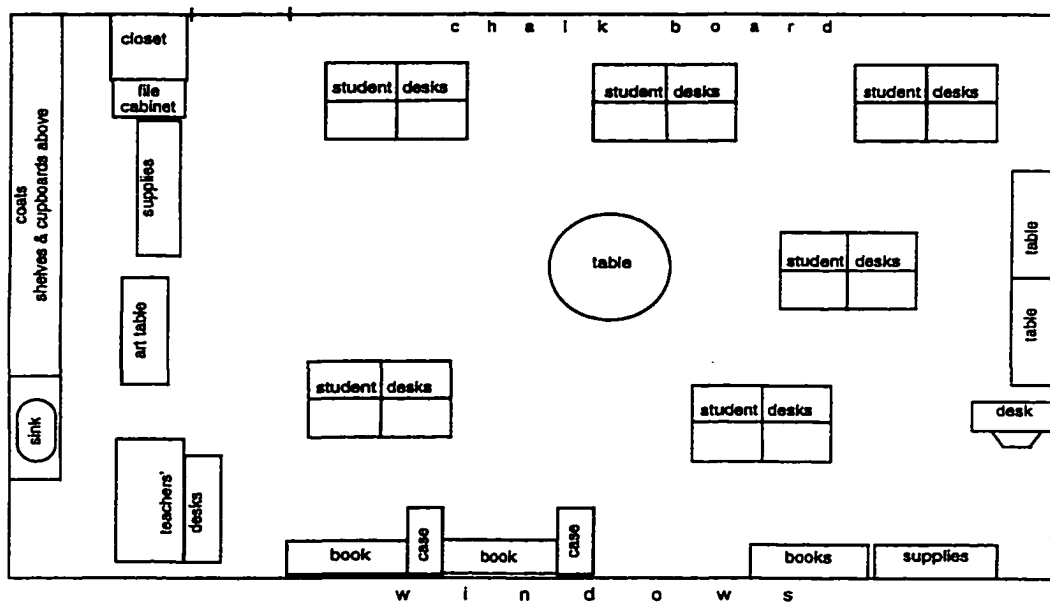 c h a l k b o a r d
closet
file
cabinet
student desks
student desks
student desks
supplies
coats
shelves & cupboards above
table
student desks
table
table
art table
student desks
student desks
desk
sink
teachers'
desks
book
case
book
case
books
supplies
w i n d o w s